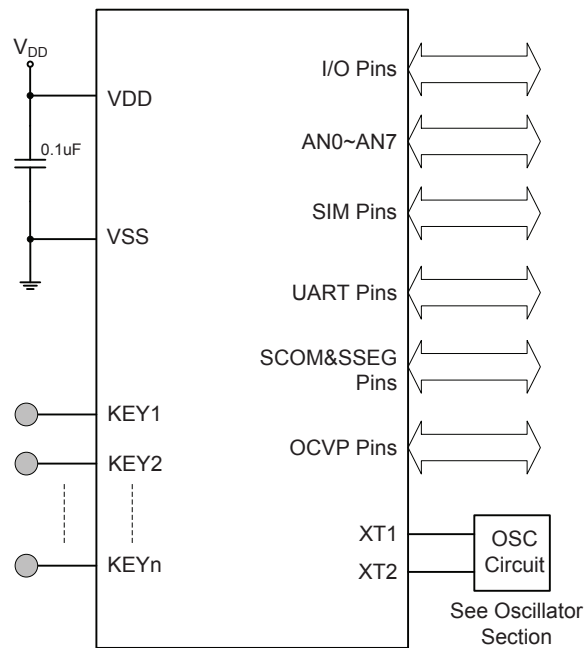 VDD
VDD
0.1uF
VSS
KEY1
KEY2
KEYn
I/O Pins
AN0~AN7
SIM Pins
UART Pins
SCOM&SSEG
Pins
OCVP Pins
XT1
XT2
OSC
Circuit
See Oscillator
Section